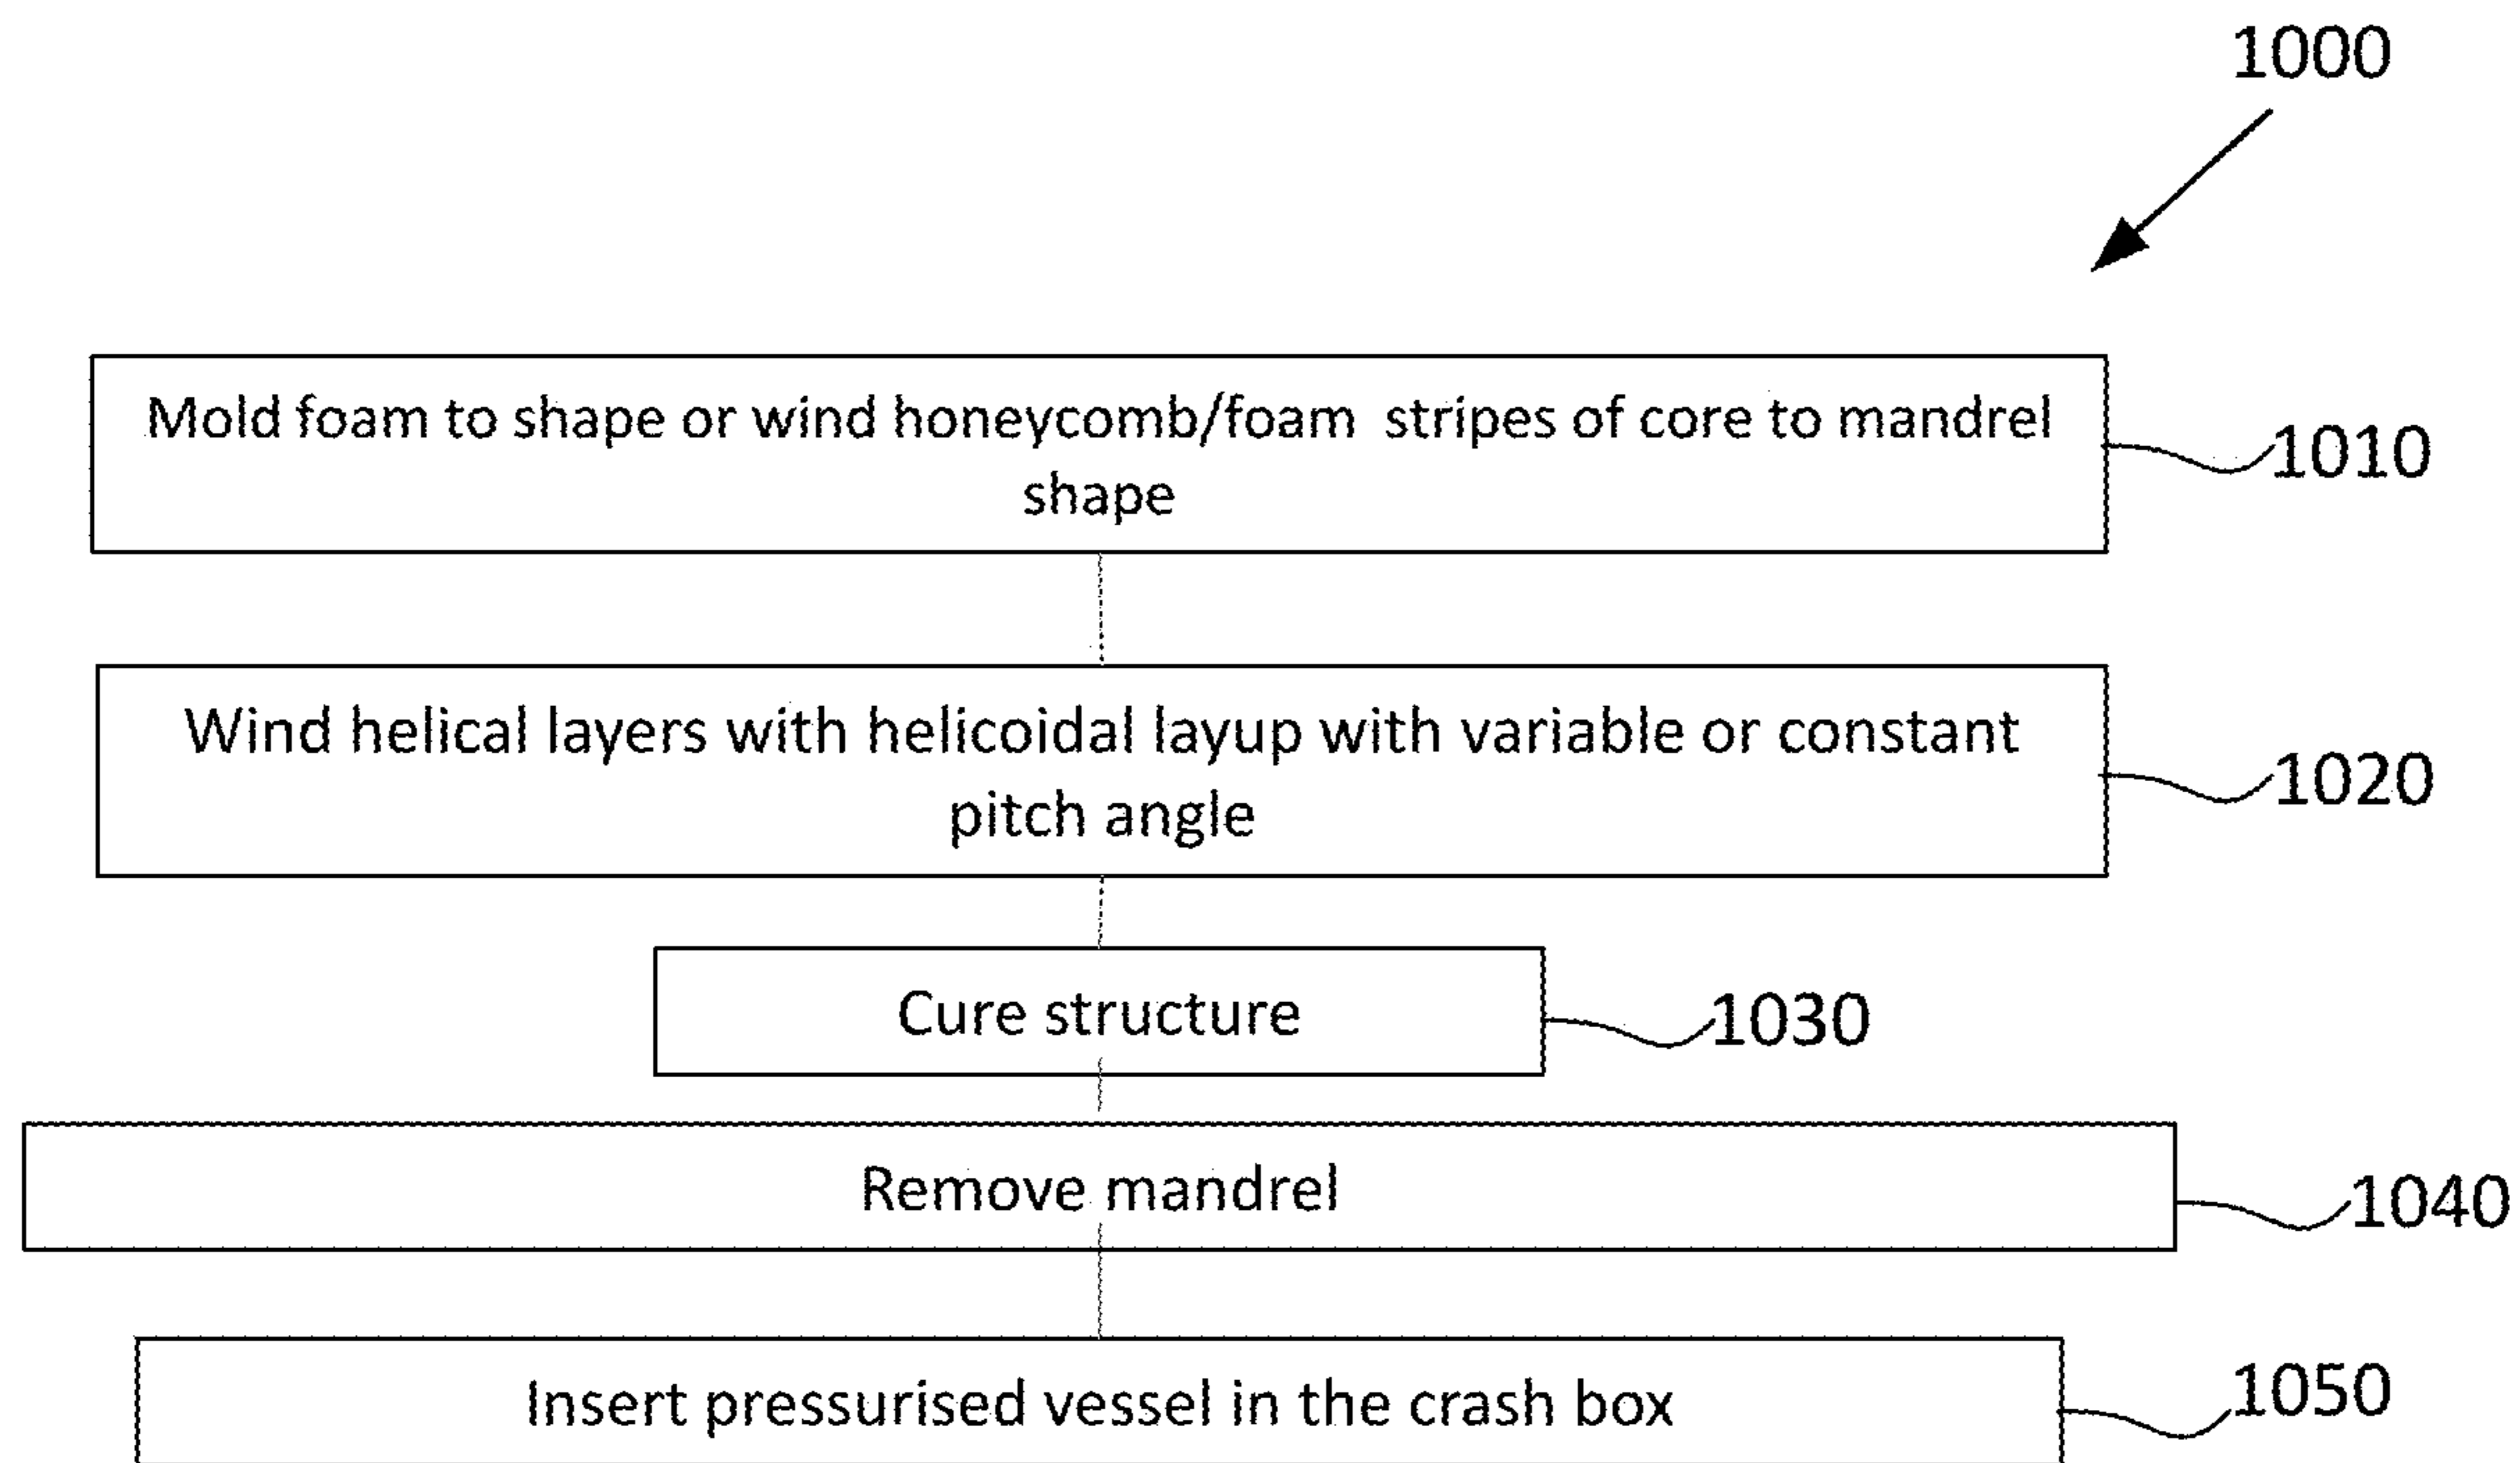 1000
Mold foam to shape or wind honeycomb/foam stripes of core to mandrel
shape
1010
Wind helical layers with helicoidal layup with variable or constant
pitch angle
1020
Cure structure
1030
Remove mandrel
1040
Insert pressurised vessel in the crash box
1050